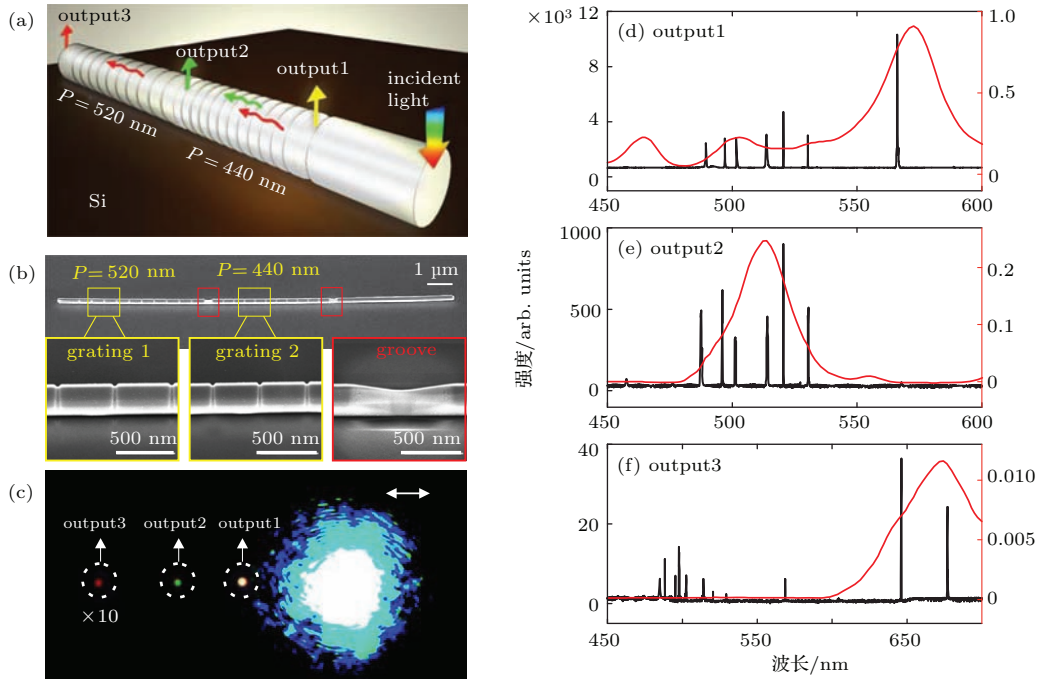 (a)
output3
output2
output1
incident
light
P = 520 nm
P = 440 nm
Si
(b)
P = 520 nm
P = 440 nm
1 µm
grating 1
grating 2
groove
500 nm
500 nm
500 nm
(c)
output3
output2
output1
×10
×10³
12
8
4
0
(d) output1
1.0
0.5
0
450
500
550
600
强度/arb. units
1000
500
0
(e) output2
0.2
0.1
0
450
500
550
600
40
20
0
(f) output3
0.010
0.005
0
450
550
650
波长/nm